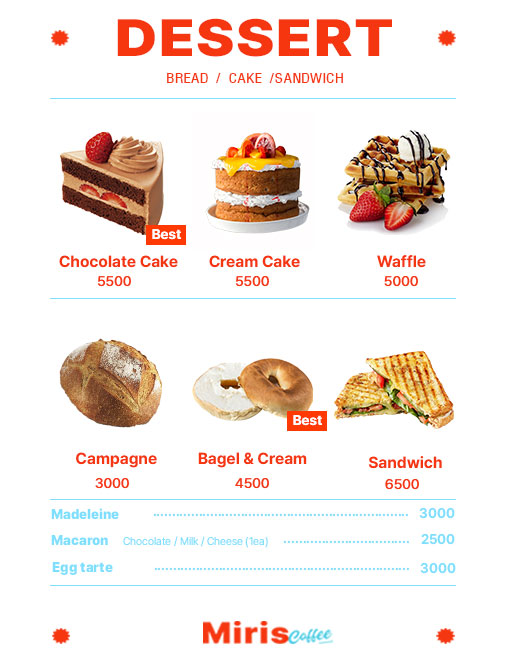 DESSERT
BREAD / CAKE /SANDWICH
Best
Chocolate Cake Cream Cake Waffle
5500 5500 5000
Best
Campagne Bagel & Cream Sandwich
3000 4500 6500
Madeleine 3000
Macaron Chocolate / Milk / Cheese (1ea) 2500
Egg tarte 3000
Miris Coffee